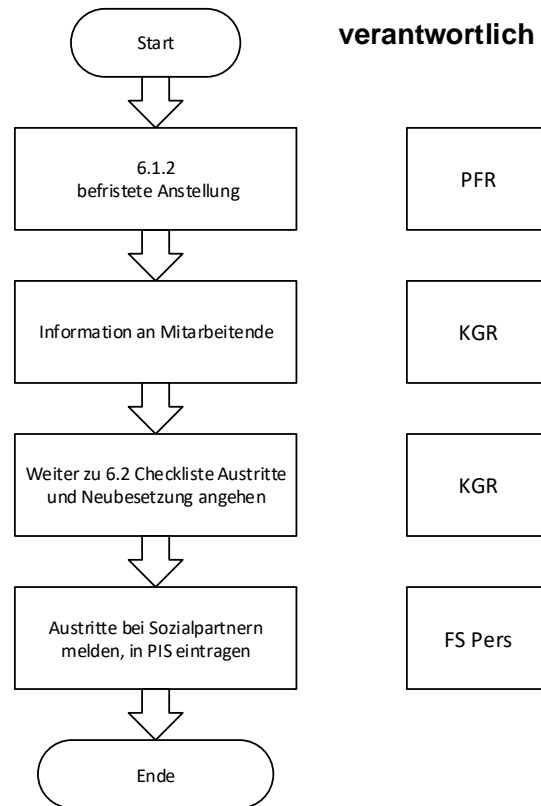 Start
verantwortlich
6.1.2
befristete Anstellung
PFR
Information an Mitarbeitende
KGR
Weiter zu 6.2 Checkliste Austritte
und Neubesetzung angehen
KGR
Austritte bei Sozialpartnern
melden, in PIS eintragen
FS Pers
Ende